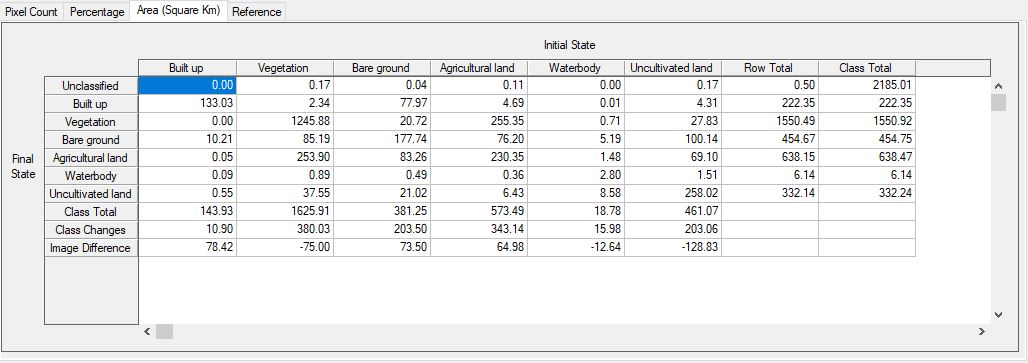 Pixel Count Percentage Area (Square Km) Reference
Initial State
Built up Vegetation Bare ground Agricultural land Waterbody Uncultivated land Row Total Class Total
Unclassified 0.00 0.17 0.04 0.11 0.00 0.17 0.50 2185.01
Built up 133.03 2.34 77.97 4.69 0.01 4.31 222.35 222.35
Vegetation 0.00 1245.88 20.72 255.35 0.71 27.83 1550.49 1550.92
Bare ground 10.21 85.19 177.74 76.20 5.19 100.14 454.67 454.75
Final State
Agricultural land 0.05 253.90 83.26 230.35 1.48 69.10 638.15 638.47
Waterbody 0.09 0.89 0.49 0.36 2.80 1.51 6.14 6.14
Uncultivated land 0.55 37.55 21.02 6.43 8.58 258.02 332.14 332.24
Class Total 143.93 1625.91 381.25 573.49 18.78 461.07
Class Changes 10.90 380.03 203.50 343.14 15.98 203.06
Image Difference 78.42 -75.00 73.50 64.98 -12.64 -128.83